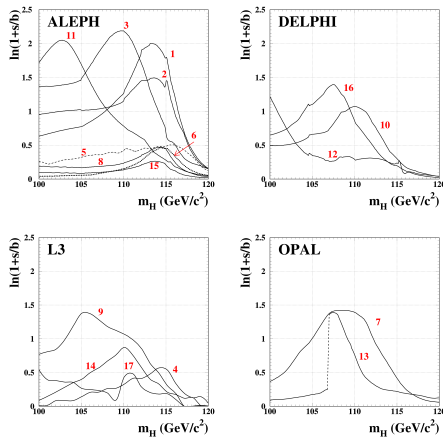 ALEPH
ln(1+s/b)
2.5
2
1.5
1
0.5
0
11
3
1
2
6
5
8
15
100 105 110 115 120
m_H (GeV/c²)
DELPHI
ln(1+s/b)
2.5
2
1.5
1
0.5
0
16
10
12
100 105 110 115 120
m_H (GeV/c²)
L3
ln(1+s/b)
2.5
2
1.5
1
0.5
0
9
14
17
4
100 105 110 115 120
m_H (GeV/c²)
OPAL
ln(1+s/b)
2.5
2
1.5
1
0.5
0
7
13
100 105 110 115 120
m_H (GeV/c²)